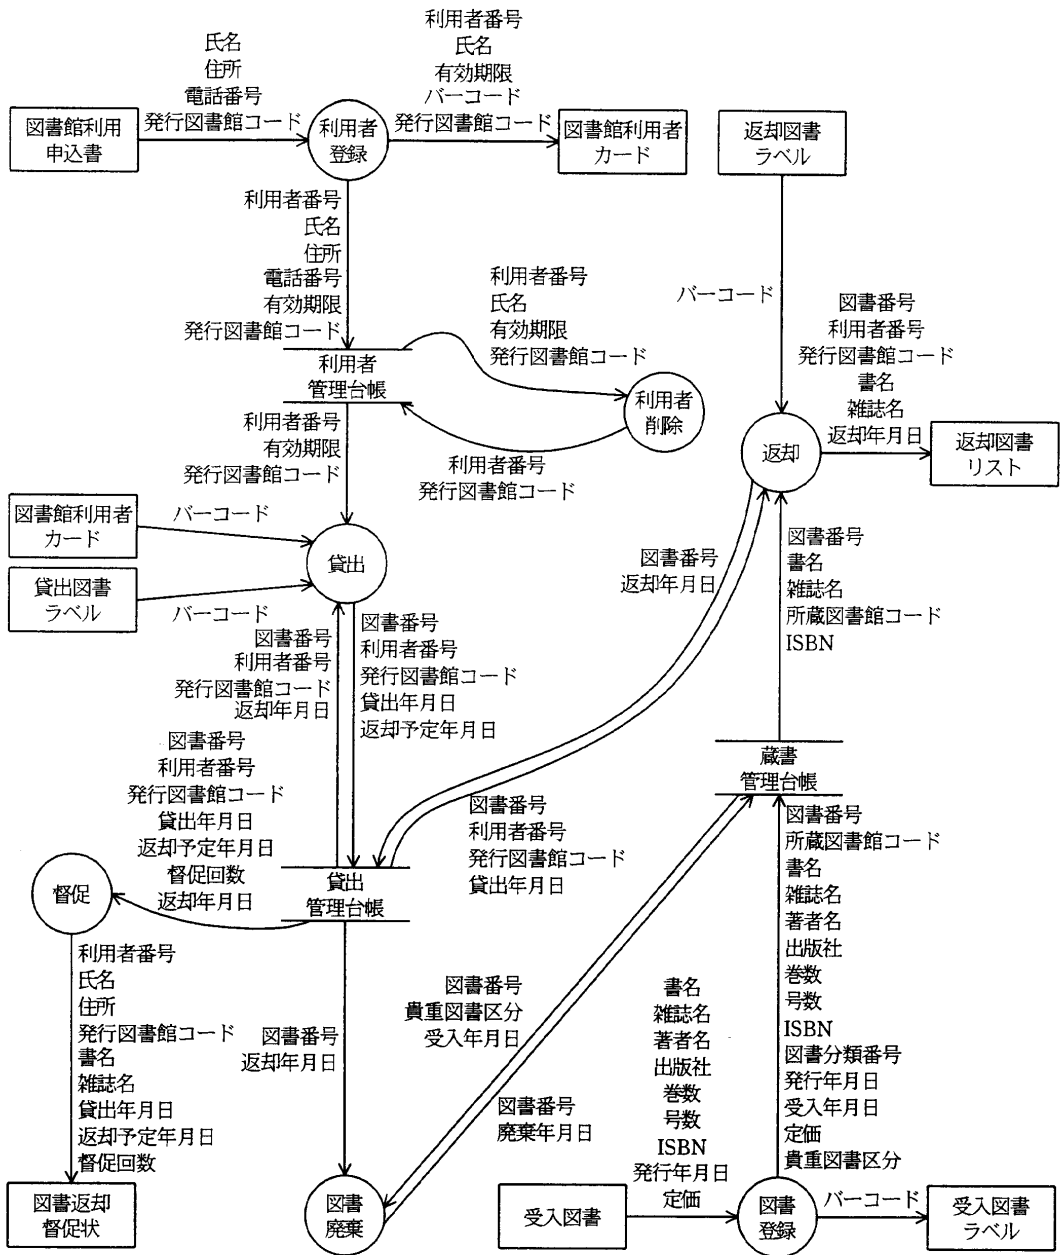 氏名
住所
電話番号
発行図書館コード
利用者番号
氏名
有効期限
バーコード
発行図書館コード
図書館利用
申込書
利用者
登録
図書館利用者
カード
返却図書
ラベル
利用者番号
氏名
住所
電話番号
有効期限
発行図書館コード
利用者番号
氏名
有効期限
発行図書館コード
バーコード
図書番号
利用者番号
発行図書館コード
書名
雑誌名
返却年月日
利用者
管理台帳
利用者
削除
利用者番号
有効期限
発行図書館コード
利用者番号
発行図書館コード
返却
返却図書
リスト
図書館利用者
カード
バーコード
貸出
貸出図書
ラベル
バーコード
図書番号
返却年月日
図書番号
書名
雑誌名
所蔵図書館コード
ISBN
図書番号
利用者番号
発行図書館コード
返却年月日
図書番号
利用者番号
発行図書館コード
貸出年月日
返却予定年月日
図書番号
利用者番号
発行図書館コード
貸出年月日
返却予定年月日
督促回数
返却年月日
蔵書
管理台帳
図書番号
利用者番号
発行図書館コード
貸出年月日
督促
貸出
管理台帳
図書番号
所蔵図書館コード
書名
雑誌名
著者名
出版社
巻数
号数
ISBN
図書分類番号
発行年月日
受入年月日
定価
貴重図書区分
利用者番号
氏名
住所
発行図書館コード
書名
雑誌名
貸出年月日
返却予定年月日
督促回数
図書番号
返却年月日
図書番号
貴重図書区分
受入年月日
図書番号
廃棄年月日
書名
雑誌名
著者名
出版社
巻数
号数
ISBN
発行年月日
定価
図書返却
督促状
図書
廃棄
受入図書
図書
登録
バーコード
受入図書
ラベル